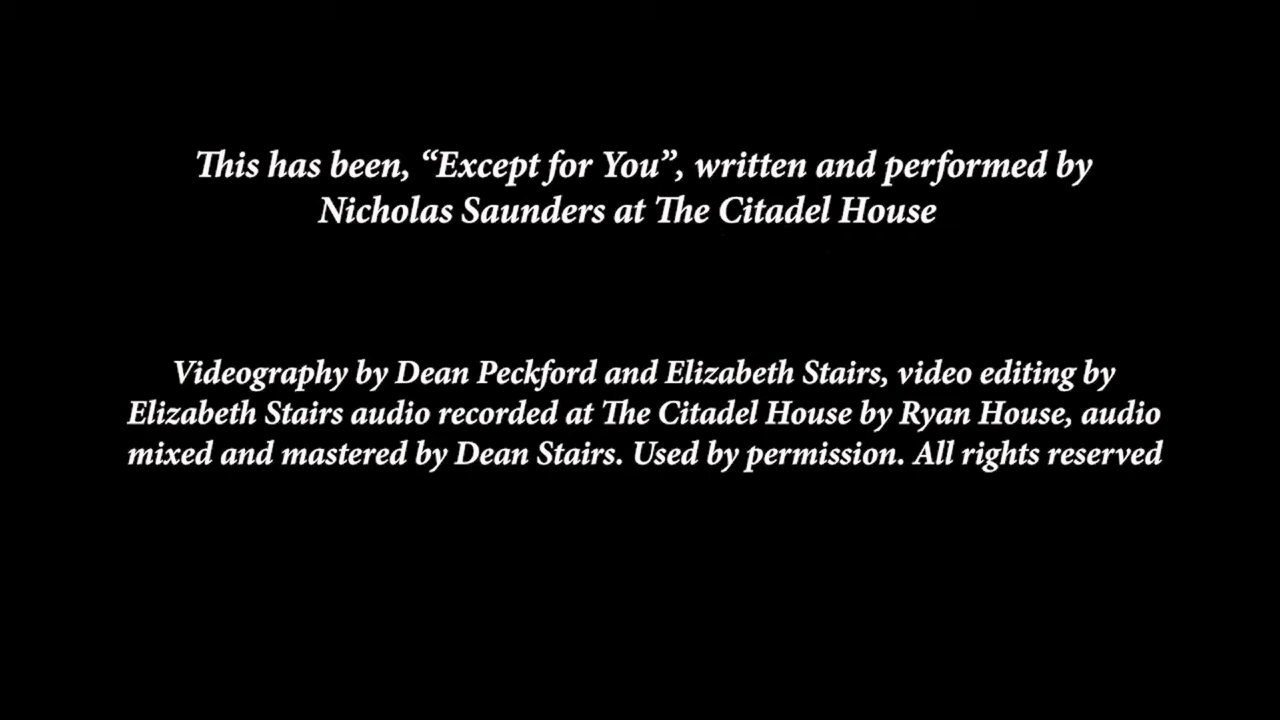 This has been, “Except for You”, written and performed by
Nicholas Saunders at The Citadel House
Videography by Dean Peckford and Elizabeth Stairs, video editing by
Elizabeth Stairs audio recorded at The Citadel House by Ryan House, audio
mixed and mastered by Dean Stairs. Used by permission. All rights reserved